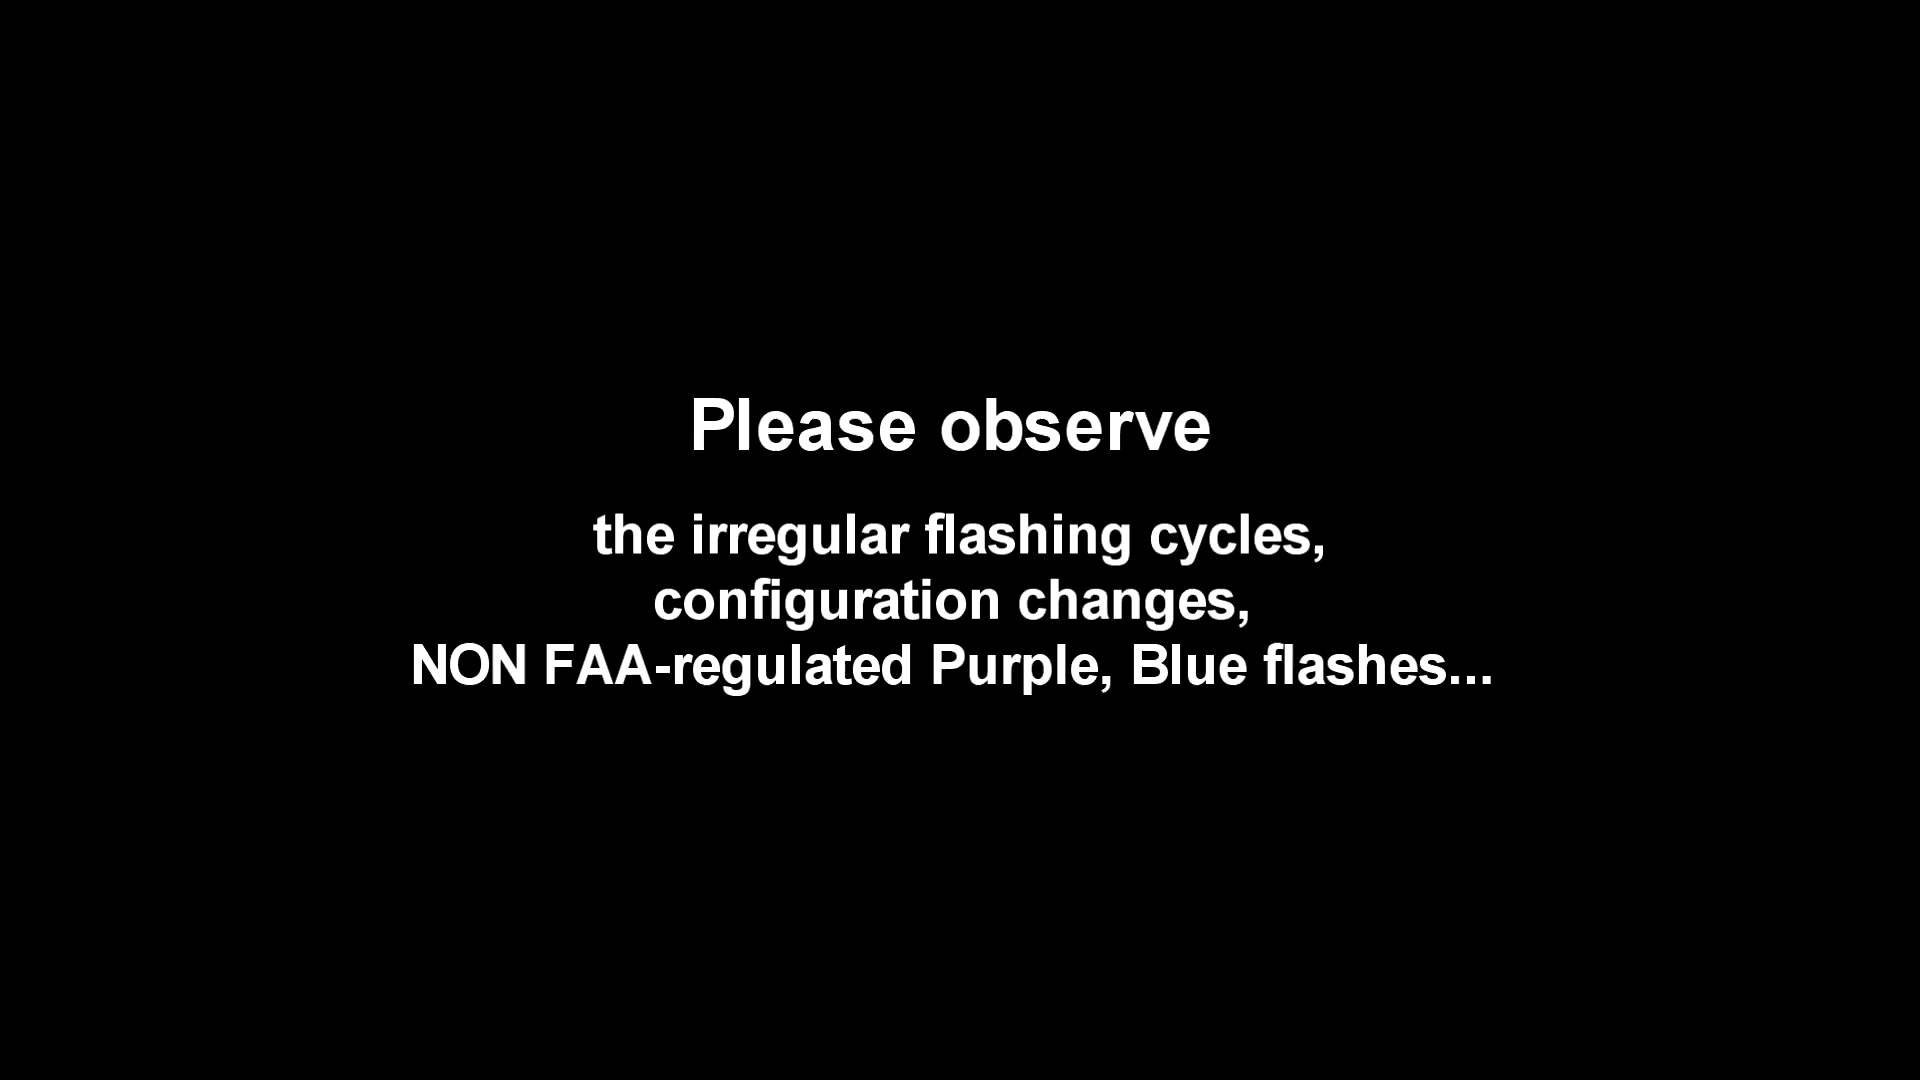 Please observe
the irregular flashing cycles,
configuration changes,
NON FAA-regulated Purple, Blue flashes...